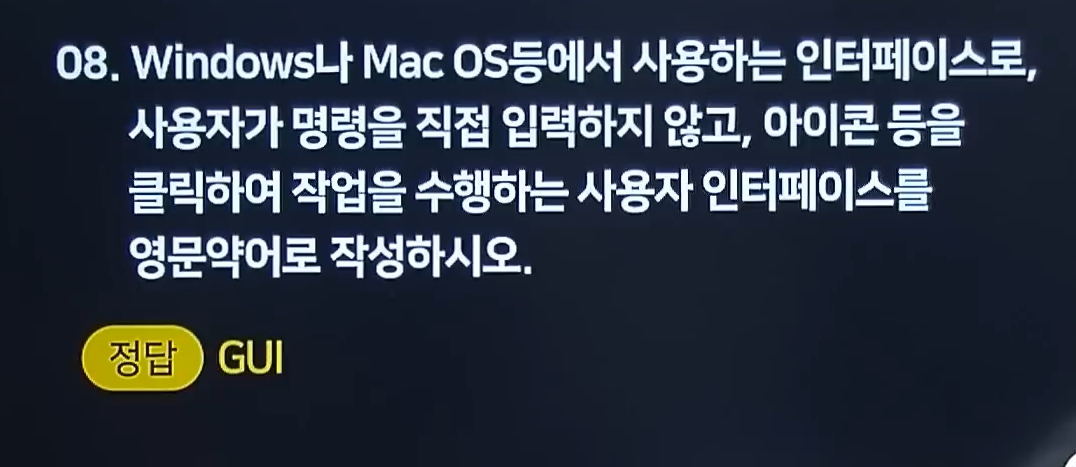 08. Windows나 Mac OS등에서 사용하는 인터페이스로,
사용자가 명령을 직접 입력하지 않고, 아이콘 등을
클릭하여 작업을 수행하는 사용자 인터페이스를
영문약어로 작성하시오.
정답 GUI